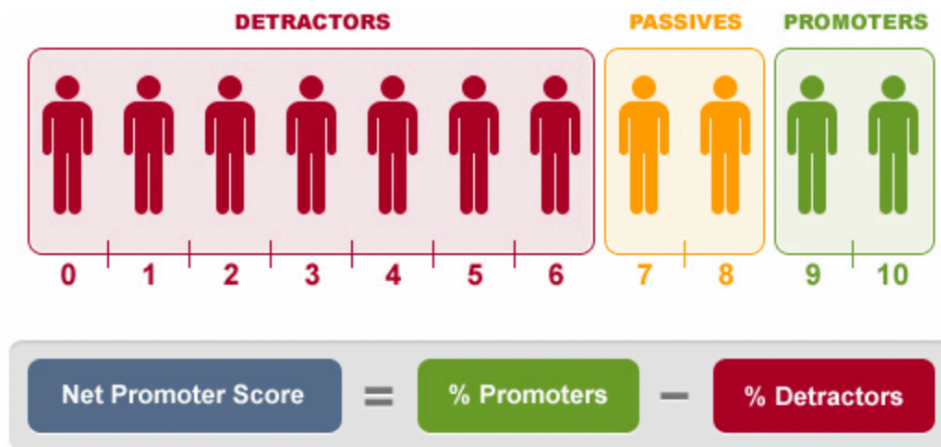 DETRACTORS PASSIVES PROMOTERS
0 1 2 3 4 5 6 7 8 9 10
Net Promoter Score = % Promoters − % Detractors